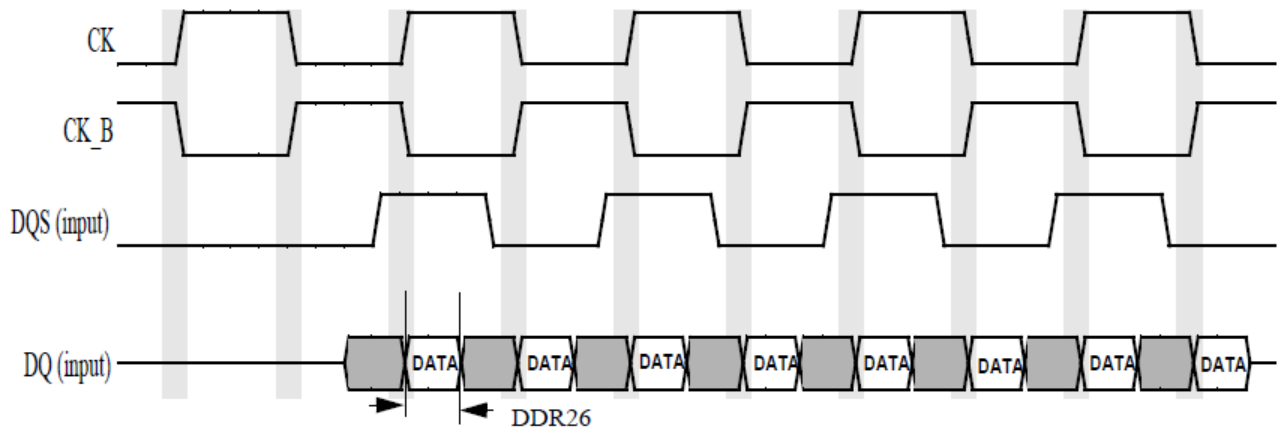 CK
CK_B
DQS (input)
DQ (input) DATA DATA DATA DATA DATA DATA DATA DATA
DDR26